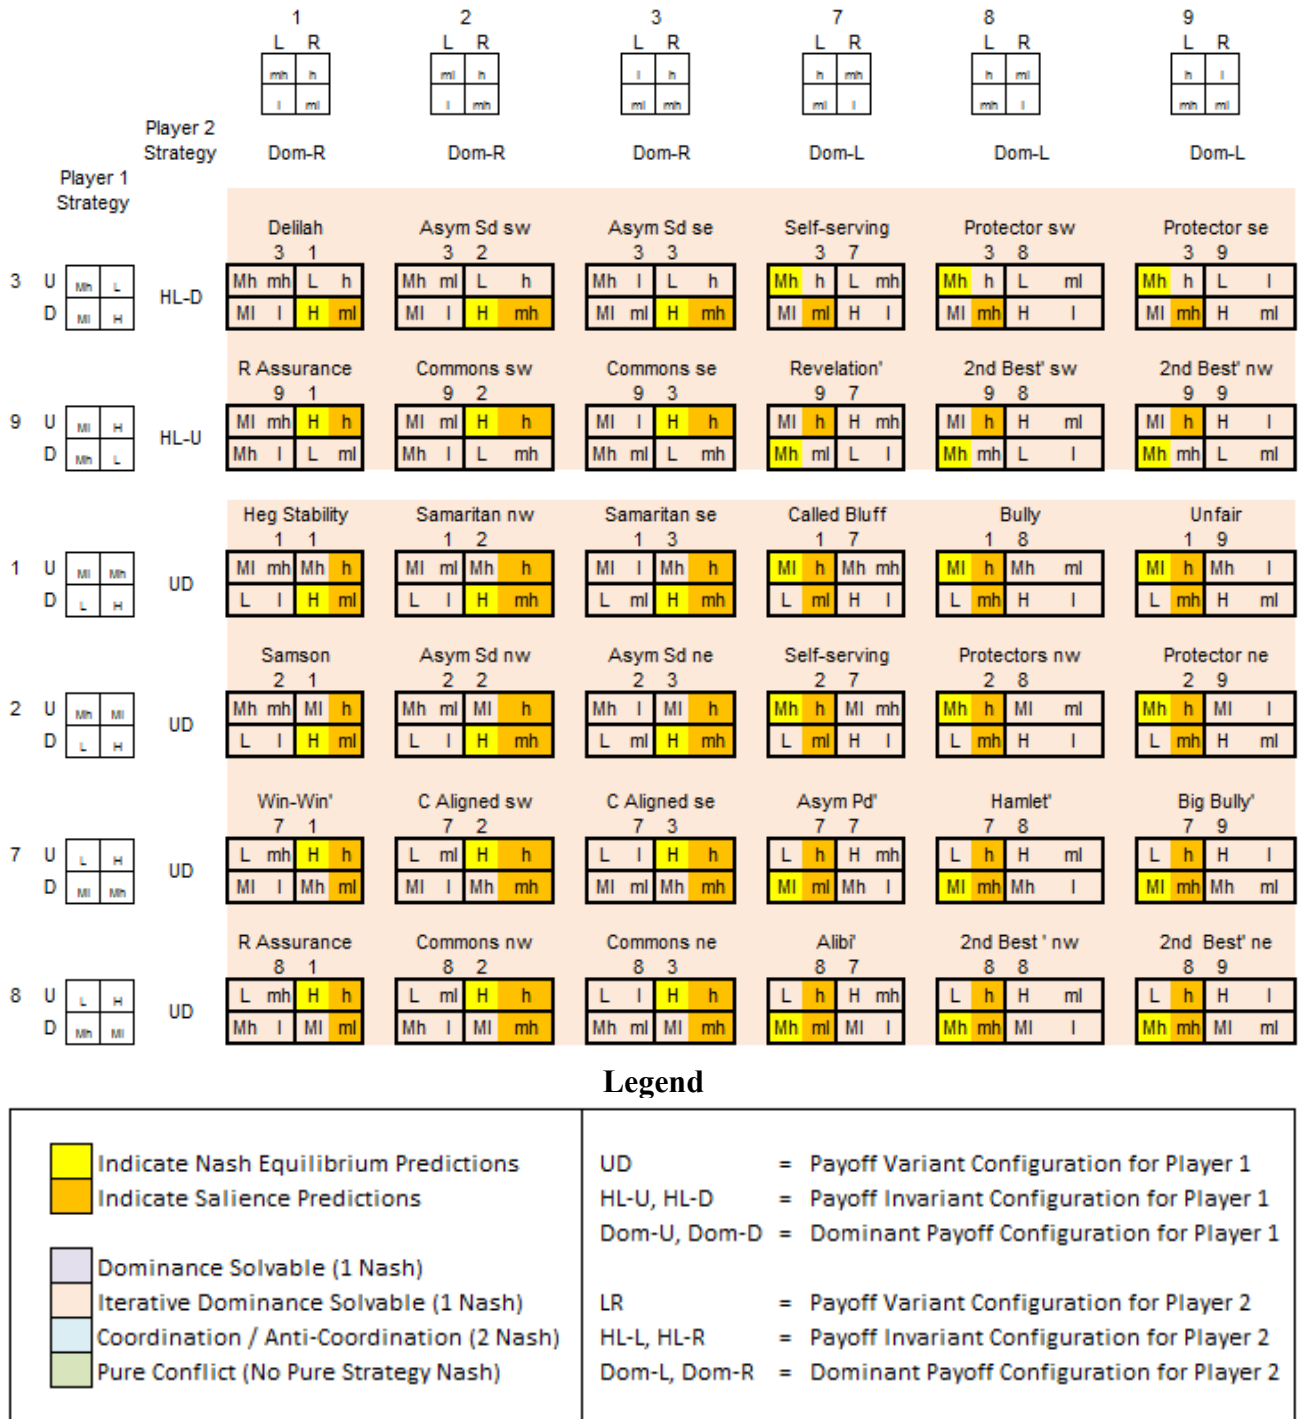 1 2 3 7 8 9
L R L R L R L R L R L R
mh h ml h l h h mh h ml h l
l ml l mh ml mh ml l mh l mh ml
Player 2
Strategy Dom-R Dom-R Dom-R Dom-L Dom-L Dom-L
Player 1
Strategy
Delilah Asym Sd sw Asym Sd se Self-serving Protector sw Protector se
3 1 3 2 3 3 3 7 3 8 3 9
3 U Mh L HL-D Mh mh L h Mh ml L h Mh l L h Mh h L mh Mh h L ml Mh h L l
D Ml H Ml l H ml Ml l H mh Ml ml H mh Ml ml H l Ml mh H l Ml mh H ml
R Assurance Commons sw Commons se Revelation' 2nd Best' sw 2nd Best' nw
9 1 9 2 9 3 9 7 9 8 9 9
9 U Ml H HL-U Ml mh H h Ml ml H h Ml l H h Ml h H mh Ml h H ml Ml h H l
D Mh L Mh l L ml Mh l L mh Mh ml L mh Mh ml L l Mh mh L l Mh mh L ml
Heg Stability Samaritan nw Samaritan se Called Bluff Bully Unfair
1 1 1 2 1 3 1 7 1 8 1 9
1 U Ml Mh UD Ml mh Mh h Ml ml Mh h Ml l Mh h Ml h Mh mh Ml h Mh ml Ml h Mh l
D L H L l H ml L l H mh L ml H mh L ml H l L mh H l L mh H ml
Samson Asym Sd nw Asym Sd ne Self-serving Protectors nw Protector ne
2 1 2 2 2 3 2 7 2 8 2 9
2 U Mh Ml UD Mh mh Ml h Mh ml Ml h Mh l Ml h Mh h Ml mh Mh h Ml ml Mh h Ml l
D L H L l H ml L l H mh L ml H mh L ml H l L mh H l L mh H ml
Win-Win' C Aligned sw C Aligned se Asym Pd' Hamlet' Big Bully'
7 1 7 2 7 3 7 7 7 8 7 9
7 U L H UD L mh H h L ml H h L l H h L h H mh L h H ml L h H l
D Ml Mh Ml l Mh ml Ml l Mh mh Ml ml Mh mh Ml ml Mh l Ml mh Mh l Ml mh Mh ml
R Assurance Commons nw Commons ne Alibi' 2nd Best ' nw 2nd Best' ne
8 1 8 2 8 3 8 7 8 8 8 9
8 U L H UD L mh H h L ml H h L l H h L h H mh L h H ml L h H l
D Mh Ml Mh l Ml ml Mh l Ml mh Mh ml Ml mh Mh ml Ml l Mh mh Ml l Mh mh Ml ml
Legend
Indicate Nash Equilibrium Predictions
Indicate Salience Predictions
Dominance Solvable (1 Nash)
Iterative Dominance Solvable (1 Nash)
Coordination / Anti-Coordination (2 Nash)
Pure Conflict (No Pure Strategy Nash)
UD = Payoff Variant Configuration for Player 1
HL-U, HL-D = Payoff Invariant Configuration for Player 1
Dom-U, Dom-D = Dominant Payoff Configuration for Player 1
LR = Payoff Variant Configuration for Player 2
HL-L, HL-R = Payoff Invariant Configuration for Player 2
Dom-L, Dom-R = Dominant Payoff Configuration for Player 2